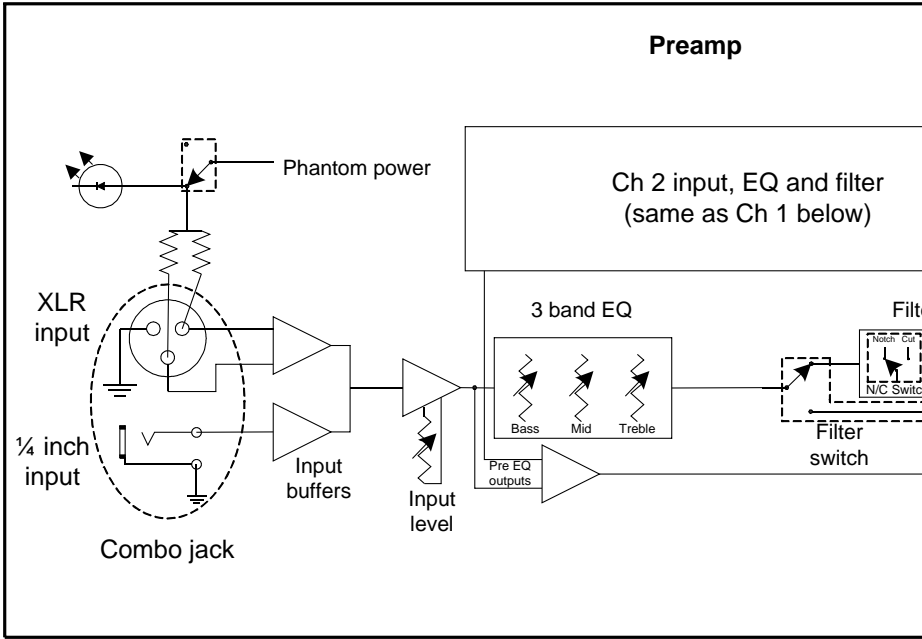 Preamp
Phantom power
Ch 2 input, EQ and filter
(same as Ch 1 below)
XLR
input
3 band EQ
Filte
Notch Cut
N/C Switc
Bass Mid Treble
Filter
switch
¼ inch
input
Input
buffers
Input
level
Pre EQ
outputs
Combo jack